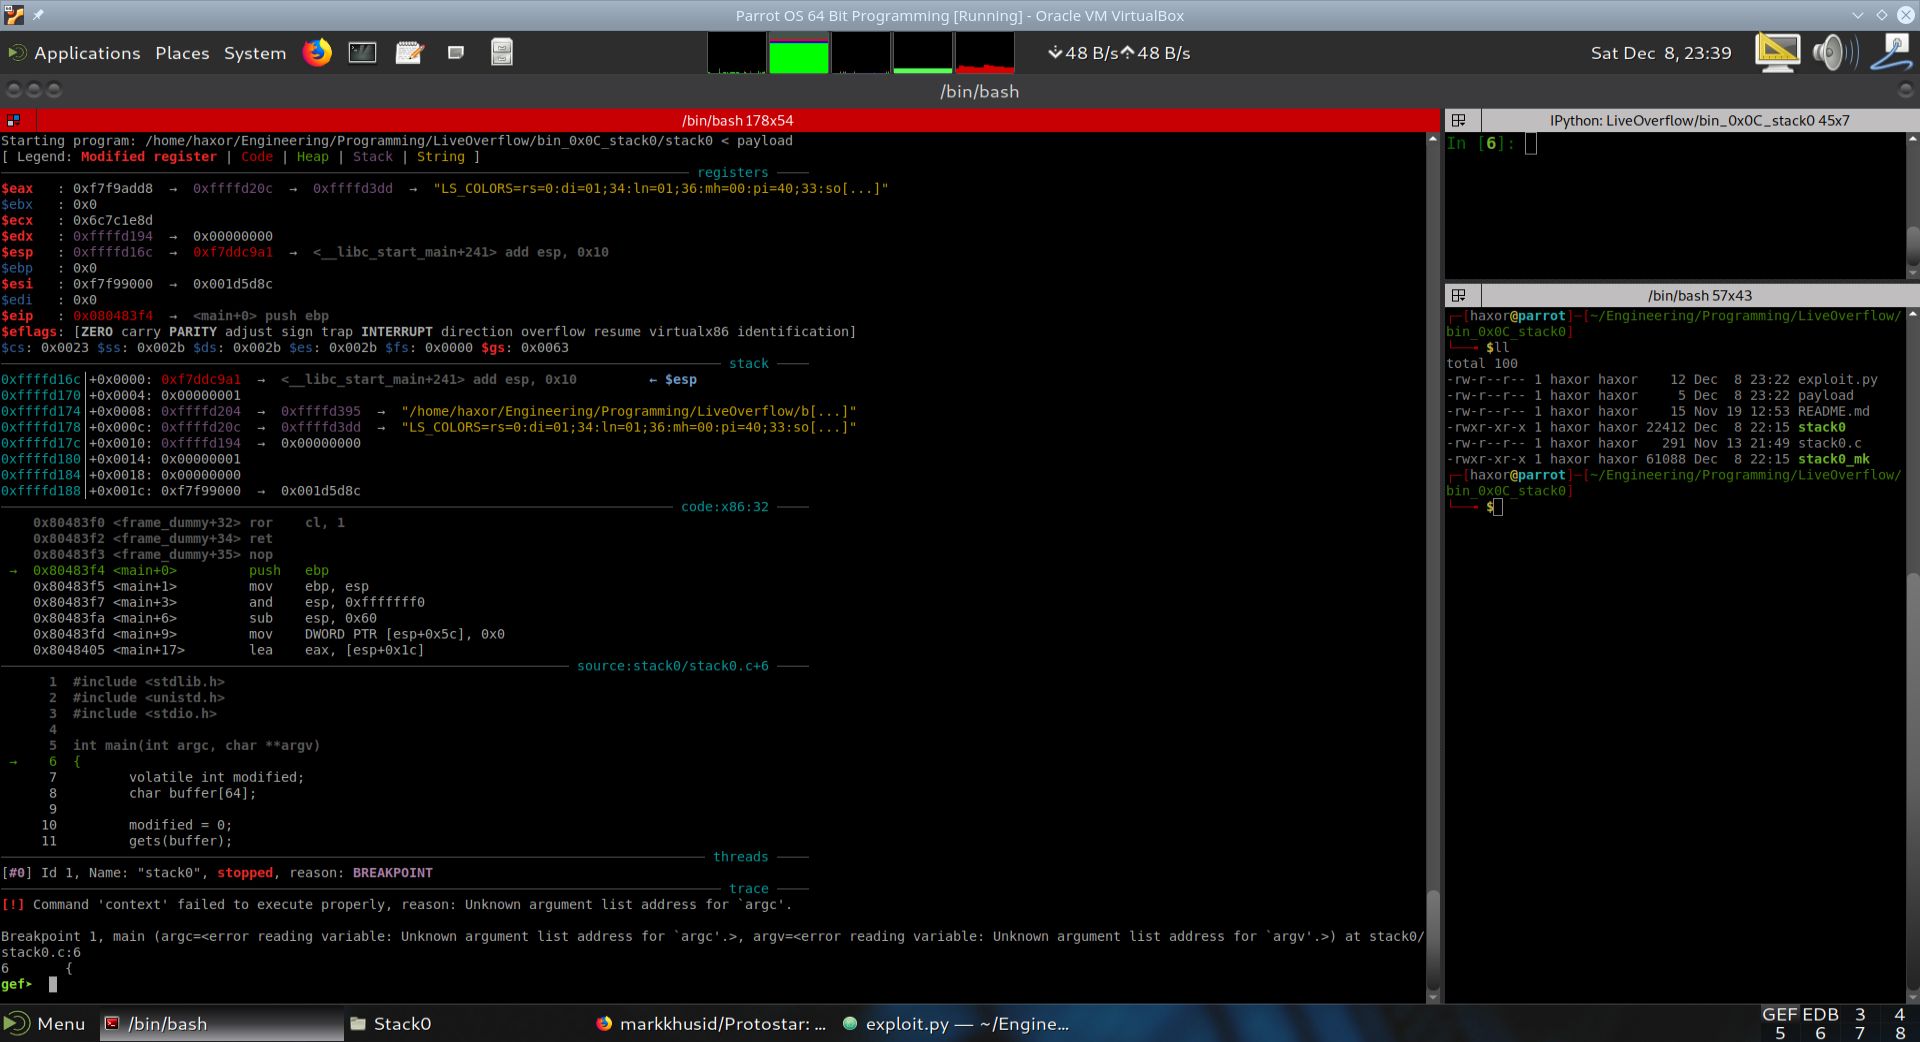 Parrot OS 64 Bit Programming [Running] - Oracle VM VirtualBox
Applications Places System
48 B/s 48 B/s
Sat Dec 8, 23:39
/bin/bash
/bin/bash 178x54
Starting program: /home/haxor/Engineering/Programming/LiveOverflow/bin_0x0C_stack0/stack0 < payload
[ Legend: Modified register | Code | Heap | Stack | String ]
registers
$eax   : 0xf7f9add8  →  0xffffd20c  →  0xffffd3dd  →  "LS_COLORS=rs=0:di=01;34:ln=01;36:mh=00:pi=40;33:so[...]"
$ebx   : 0x0
$ecx   : 0x6c7c1e8d
$edx   : 0xffffd194  →  0x00000000
$esp   : 0xffffd16c  →  0xf7ddc9a1  →  <__libc_start_main+241> add esp, 0x10
$ebp   : 0x0
$esi   : 0xf7f99000  →  0x001d5d8c
$edi   : 0x0
$eip   : 0x080483f4  →  <main+0> push ebp
$eflags: [ZERO carry PARITY adjust sign trap INTERRUPT direction overflow resume virtualx86 identification]
$cs: 0x0023 $ss: 0x002b $ds: 0x002b $es: 0x002b $fs: 0x0000 $gs: 0x0063
stack
0xffffd16c│+0x0000: 0xf7ddc9a1  →  <__libc_start_main+241> add esp, 0x10         ← $esp
0xffffd170│+0x0004: 0x00000001
0xffffd174│+0x0008: 0xffffd204  →  0xffffd395  →  "/home/haxor/Engineering/Programming/LiveOverflow/b[...]"
0xffffd178│+0x000c: 0xffffd20c  →  0xffffd3dd  →  "LS_COLORS=rs=0:di=01;34:ln=01;36:mh=00:pi=40;33:so[...]"
0xffffd17c│+0x0010: 0xffffd194  →  0x00000000
0xffffd180│+0x0014: 0x00000001
0xffffd184│+0x0018: 0x00000000
0xffffd188│+0x001c: 0xf7f99000  →  0x001d5d8c
code:x86:32
0x80483f0 <frame_dummy+32> ror    cl, 1
0x80483f2 <frame_dummy+34> ret
0x80483f3 <frame_dummy+35> nop
→  0x80483f4 <main+0>         push   ebp
0x80483f5 <main+1>         mov    ebp, esp
0x80483f7 <main+3>         and    esp, 0xfffffff0
0x80483fa <main+6>         sub    esp, 0x60
0x80483fd <main+9>         mov    DWORD PTR [esp+0x5c], 0x0
0x8048405 <main+17>        lea    eax, [esp+0x1c]
source:stack0/stack0.c+6
1  #include <stdlib.h>
2  #include <unistd.h>
3  #include <stdio.h>
4
5  int main(int argc, char **argv)
→    6  {
7         volatile int modified;
8         char buffer[64];
9
10         modified = 0;
11         gets(buffer);
threads
[#0] Id 1, Name: "stack0", stopped, reason: BREAKPOINT
trace
[!] Command 'context' failed to execute properly, reason: Unknown argument list address for `argc'.
Breakpoint 1, main (argc=<error reading variable: Unknown argument list address for `argc'.>, argv=<error reading variable: Unknown argument list address for `argv'.>) at stack0/
stack0.c:6
6       {
gef➤
IPython: LiveOverflow/bin_0x0C_stack0 45x7
In [6]:
/bin/bash 57x43
┌─[haxor@parrot]─[~/Engineering/Programming/LiveOverflow/
bin_0x0C_stack0]
└──╼ $ll
total 100
-rw-r--r-- 1 haxor haxor    12 Dec  8 23:22 exploit.py
-rw-r--r-- 1 haxor haxor     5 Dec  8 23:22 payload
-rw-r--r-- 1 haxor haxor    15 Nov 19 12:53 README.md
-rwxr-xr-x 1 haxor haxor 22412 Dec  8 22:15 stack0
-rw-r--r-- 1 haxor haxor   291 Nov 13 21:49 stack0.c
-rwxr-xr-x 1 haxor haxor 61088 Dec  8 22:15 stack0_mk
┌─[haxor@parrot]─[~/Engineering/Programming/LiveOverflow/
bin_0x0C_stack0]
└──╼ $
Menu /bin/bash Stack0 markkhusid/Protostar: ... exploit.py — ~/Engine...
GEF EDB 3 4
5 6 7 8